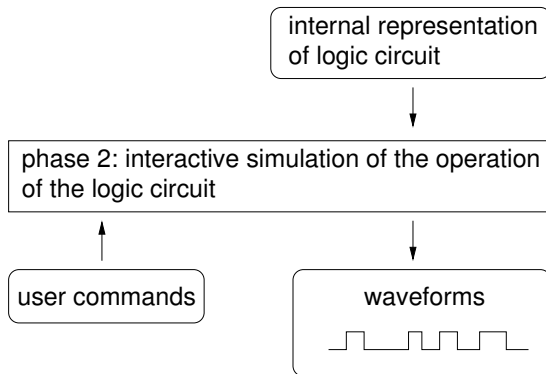 internal representation
of logic circuit
phase 2: interactive simulation of the operation
of the logic circuit
user commands
waveforms